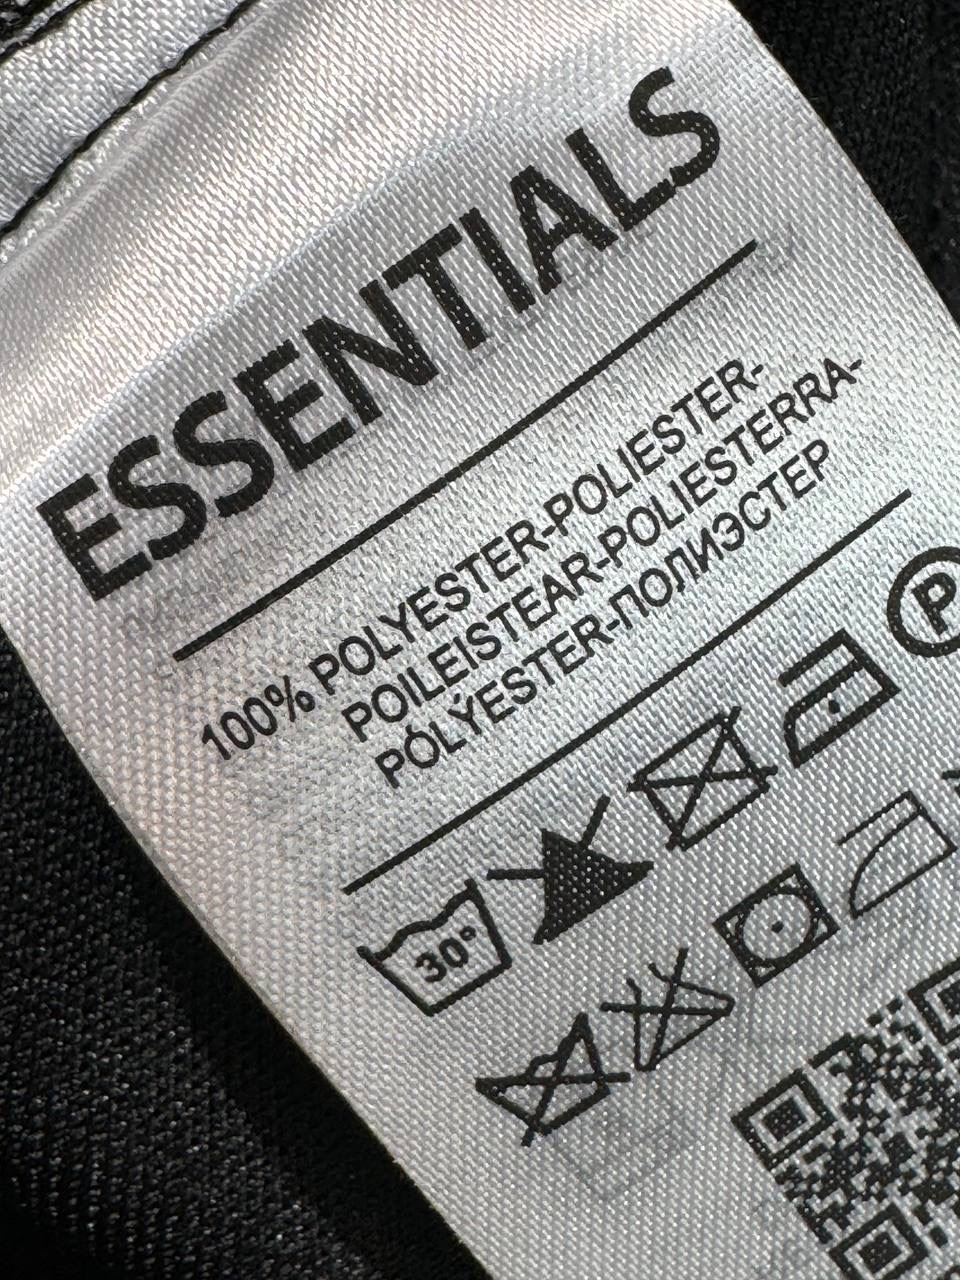 ESSENTIALS
100% POLYESTER-POLIESTER-
POILEISTEAR-POLIESTERRA-
PÓLÝESTER-ПОЛИЭСТЕР
P
30°